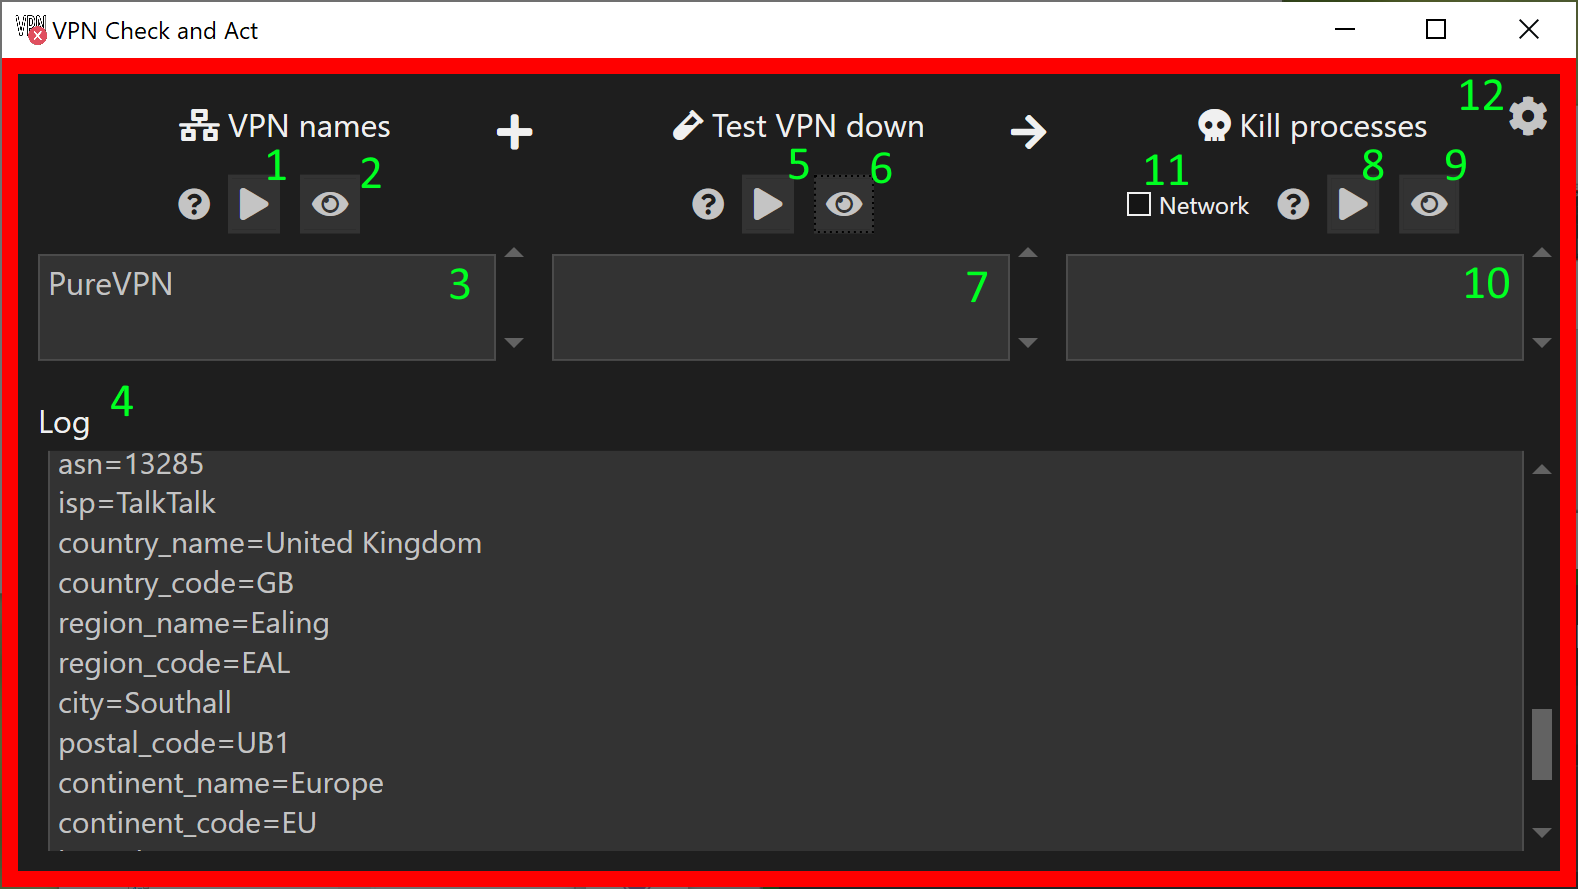 VPN VPN Check and Act
12
VPN names Test VPN down Kill processes
1 2 5 6 11 8 9
? ? Network ?
PureVPN 3 7 10
4
Log
asn=13285
isp=TalkTalk
country_name=United Kingdom
country_code=GB
region_name=Ealing
region_code=EAL
city=Southall
postal_code=UB1
continent_name=Europe
continent_code=EU